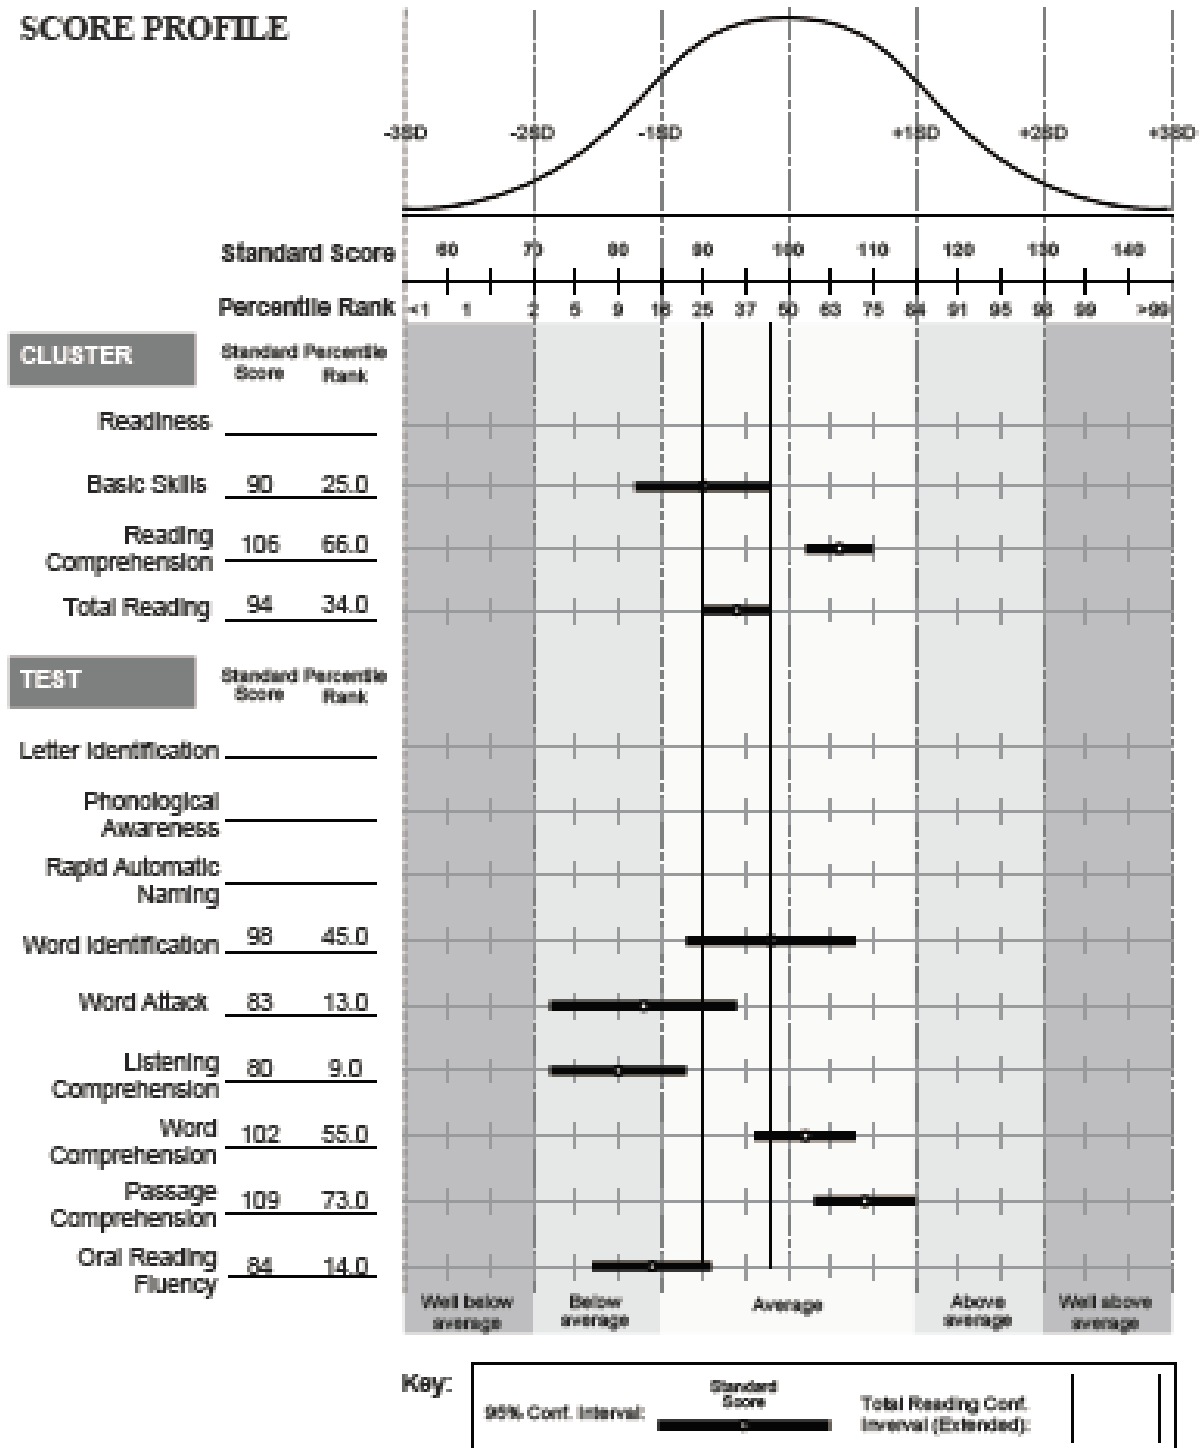 SCORE PROFILE
-3SD -2SD -1SD +1SD +2SD +3SD
Standard Score 60 70 80 90 100 110 120 130 140
Percentile Rank <1 1 2 5 9 16 25 37 50 63 75 84 91 95 98 99 >99
CLUSTER Standard Percentile
Score Rank
Readiness
Basic Skills 90 25.0
Reading
Comprehension 106 66.0
Total Reading 94 34.0
TEST Standard Percentile
Score Rank
Letter Identification
Phonological
Awareness
Rapid Automatic
Naming
Word Identification 98 45.0
Word Attack 83 13.0
Listening
Comprehension 80 9.0
Word
Comprehension 102 55.0
Passage
Comprehension 109 73.0
Oral Reading
Fluency 84 14.0
Well below Below Average Above Well above
average average average average
Key:
Standard
Score
95% Conf. Interval:
Total Reading Conf.
Inverval (Extended):